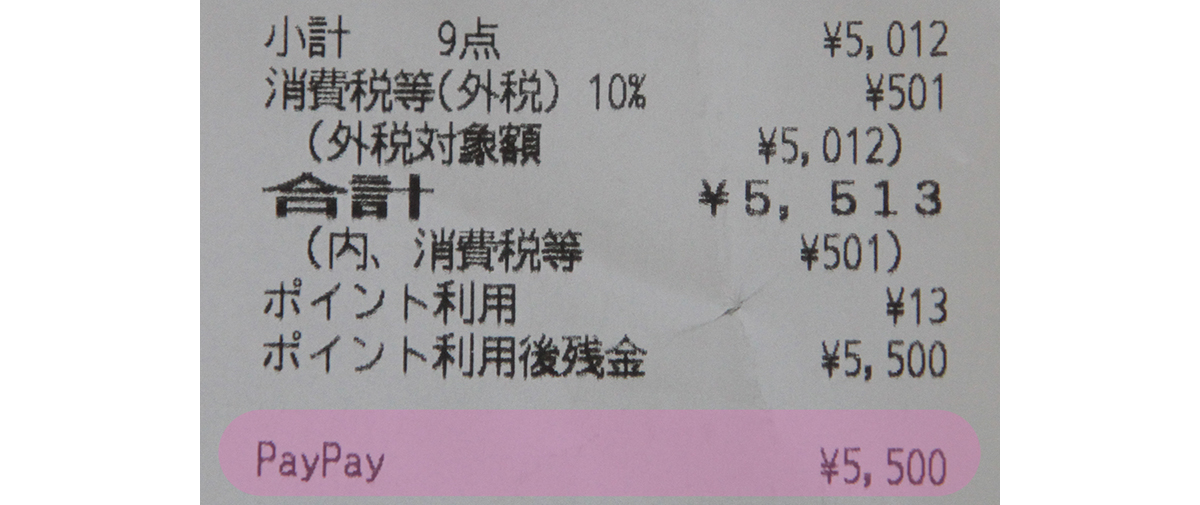 小計 9点 ¥5,012
消費税等(外税) 10% ¥501
(外税対象額 ¥5,012)
合計 ¥5,513
(内、消費税等 ¥501)
ポイント利用 ¥13
ポイント利用後残金 ¥5,500
PayPay ¥5,500